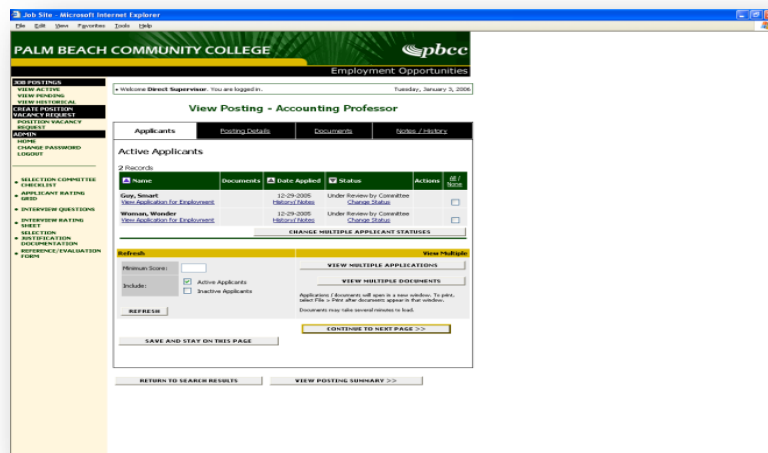 Job Site - Microsoft Internet Explorer
File Edit View Favorites Tools Help
PALM BEACH COMMUNITY COLLEGE
pbcc
Employment Opportunities
JOB POSTINGS
VIEW ACTIVE
VIEW PENDING
VIEW HISTORICAL
CREATE POSITION
VACANCY REQUEST
POSITION VACANCY
REQUEST
ADMIN
HOME
CHANGE PASSWORD
LOGOUT
SELECTION COMMITTEE
CHECKLIST
APPLICANT RATING
GRID
INTERVIEW QUESTIONS
INTERVIEW RATING
SHEET
SELECTION
JUSTIFICATION
DOCUMENTATION
REFERENCE/EVALUATION
FORM
Welcome Direct Supervisor. You are logged in. Tuesday, January 3, 2006
View Posting - Accounting Professor
Applicants Posting Details Documents Notes / History
Active Applicants
2 Records
Name Documents Date Applied Status Actions All / None
Guy, Smart 12-29-2005 Under Review by Committee
View Application for Employment History/Notes Change Status
Woman, Wonder 12-29-2005 Under Review by Committee
View Application for Employment History/Notes Change Status
CHANGE MULTIPLE APPLICANT STATUSES
Refresh View Multiple
Minimum Score:
Include: Active Applicants
Inactive Applicants
REFRESH
VIEW MULTIPLE APPLICATIONS
VIEW MULTIPLE DOCUMENTS
Applications / documents will open in a new window. To print,
select File > Print after documents appear in that window.
Documents may take several minutes to load.
CONTINUE TO NEXT PAGE >>
SAVE AND STAY ON THIS PAGE
RETURN TO SEARCH RESULTS VIEW POSTING SUMMARY >>